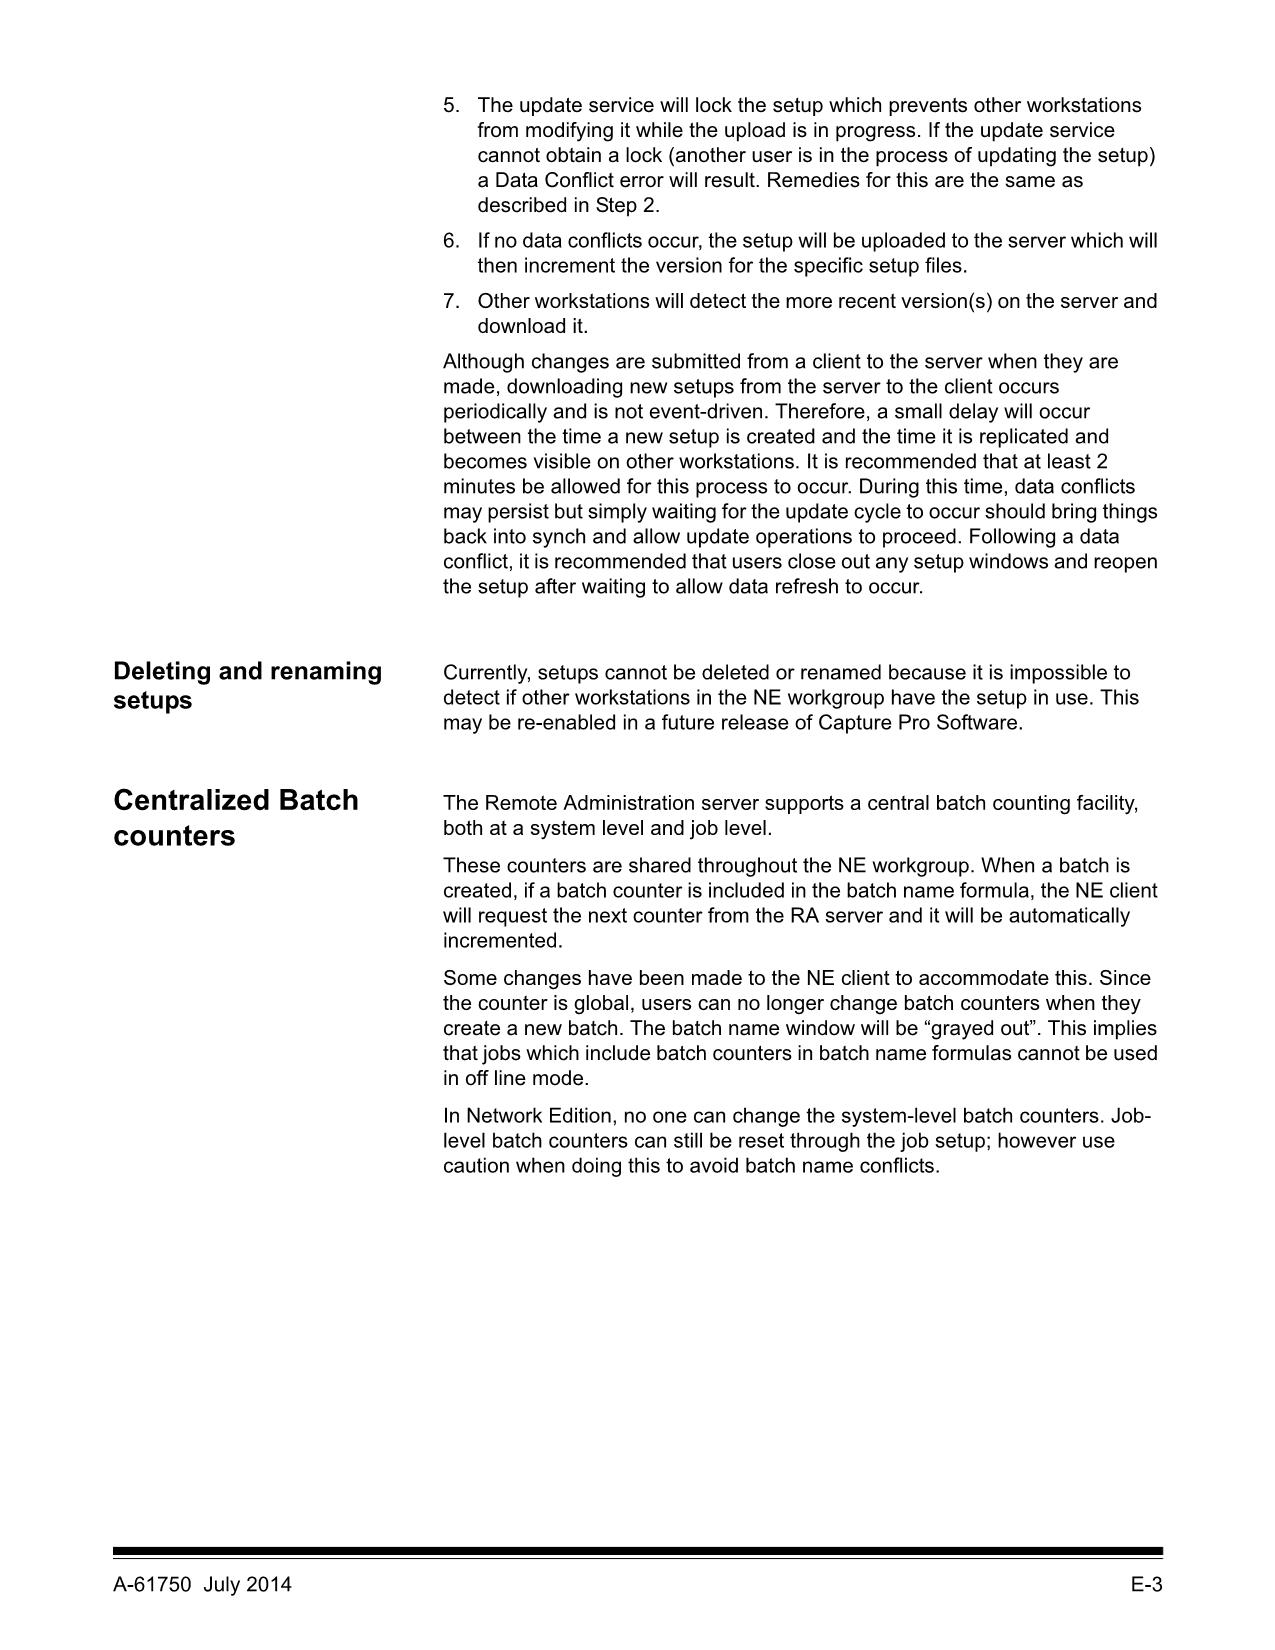 5. The update service will lock the setup which prevents other workstations
from modifying it while the upload is in progress. If the update service
cannot obtain a lock (another user is in the process of updating the setup)
a Data Conflict error will result. Remedies for this are the same as
described in Step 2.
6. If no data conflicts occur, the setup will be uploaded to the server which will
then increment the version for the specific setup files.
7. Other workstations will detect the more recent version(s) on the server and
download it.
Although changes are submitted from a client to the server when they are
made, downloading new setups from the server to the client occurs
periodically and is not event-driven. Therefore, a small delay will occur
between the time a new setup is created and the time it is replicated and
becomes visible on other workstations. It is recommended that at least 2
minutes be allowed for this process to occur. During this time, data conflicts
may persist but simply waiting for the update cycle to occur should bring things
back into synch and allow update operations to proceed. Following a data
conflict, it is recommended that users close out any setup windows and reopen
the setup after waiting to allow data refresh to occur.
Deleting and renaming
setups
Currently, setups cannot be deleted or renamed because it is impossible to
detect if other workstations in the NE workgroup have the setup in use. This
may be re-enabled in a future release of Capture Pro Software.
Centralized Batch
counters
The Remote Administration server supports a central batch counting facility,
both at a system level and job level.
These counters are shared throughout the NE workgroup. When a batch is
created, if a batch counter is included in the batch name formula, the NE client
will request the next counter from the RA server and it will be automatically
incremented.
Some changes have been made to the NE client to accommodate this. Since
the counter is global, users can no longer change batch counters when they
create a new batch. The batch name window will be “grayed out”. This implies
that jobs which include batch counters in batch name formulas cannot be used
in off line mode.
In Network Edition, no one can change the system-level batch counters. Job-
level batch counters can still be reset through the job setup; however use
caution when doing this to avoid batch name conflicts.
A-61750 July 2014
E-3